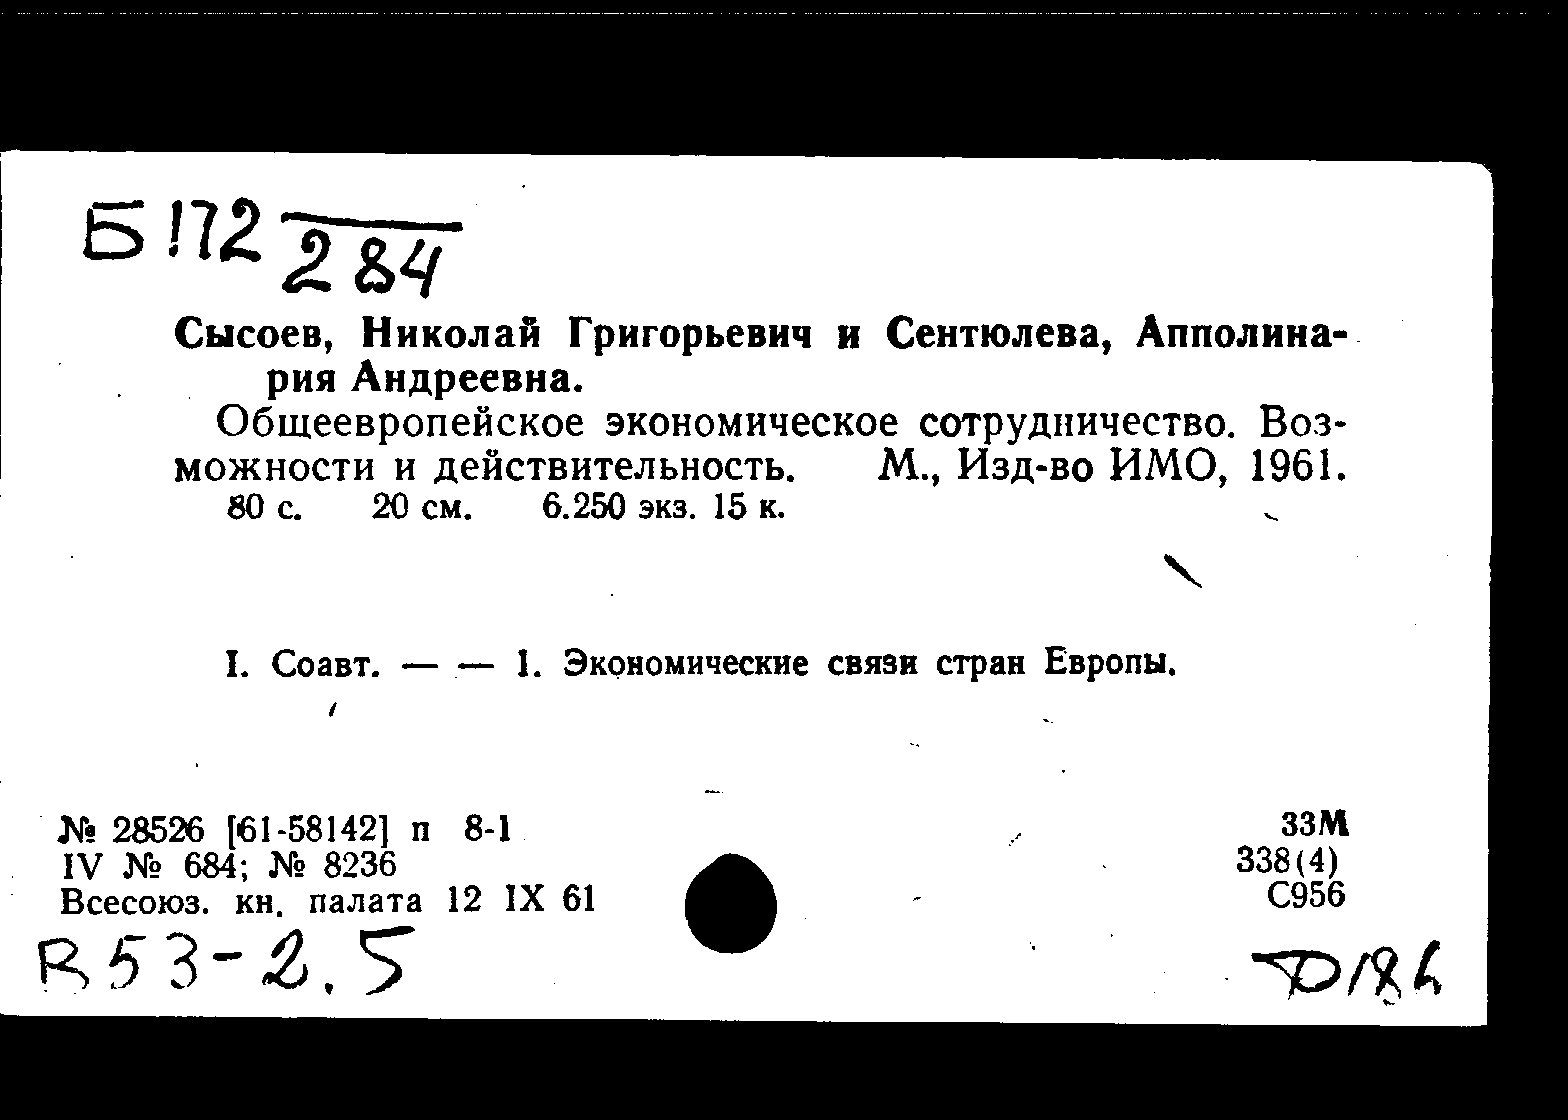 Б 172
284
Сысоев, Николай Григорьевич и Сентюлева, Апполина-
рия Андреевна.
Общеевропейское экономическое сотрудничество. Воз-
можности и действительность. М., Изд-во ИМО, 1961.
80 с. 20 см. 6.250 экз. 15 к.
I. Соавт. — — 1. Экономические связи стран Европы.
№ 28526 [61-58142] п 8-1
33М
IV № 684; № 8236
338(4)
Всесоюз. кн. палата 12 IX 61
С956
В53-2.5